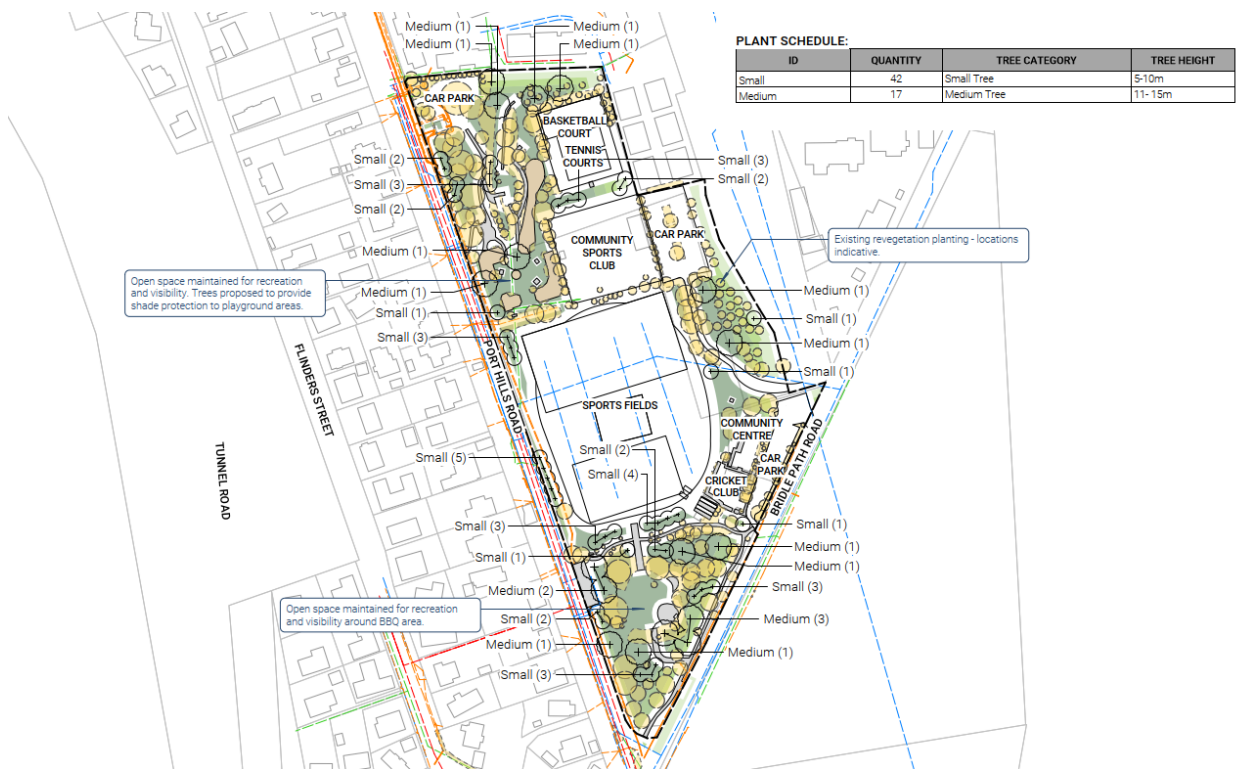 PLANT SCHEDULE:
ID QUANTITY TREE CATEGORY TREE HEIGHT
Small 42 Small Tree 5-10m
Medium 17 Medium Tree 11- 15m
Medium (1)
Medium (1)
Medium (1)
Medium (1)
CAR PARK
BASKETBALL
COURT
TENNIS
COURTS
Small (2)
Small (3)
Small (3)
Small (2)
Small (2)
COMMUNITY
SPORTS
CLUB
CAR PARK
Existing revegetation planting - locations
indicative.
Medium (1)
Open space maintained for recreation
and visibility. Trees proposed to provide
shade protection to playground areas.
Medium (1)
Medium (1)
Small (1)
Small (1)
Small (3)
Medium (1)
Small (1)
FLINDERS STREET
PORT HILLS ROAD
TUNNEL ROAD
SPORTS FIELDS
COMMUNITY
CENTRE
CAR
PARK
BRIDLE PATH ROAD
CRICKET
CLUB
Small (2)
Small (5)
Small (4)
Small (3)
Small (1)
Small (1)
Medium (1)
Medium (1)
Medium (2)
Small (3)
Open space maintained for recreation
and visibility around BBQ area.
Small (2)
Medium (3)
Medium (1)
Medium (1)
Small (3)